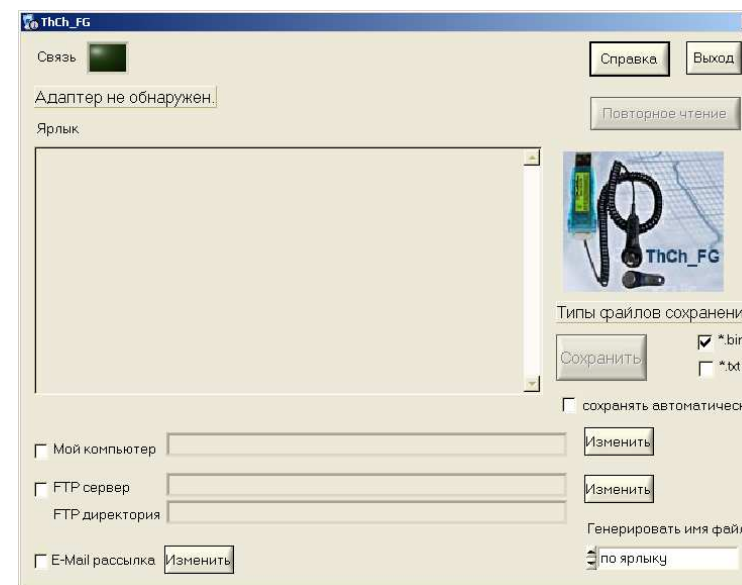 ThCh_FG
Связь
Справка
Выход
Адаптер не обнаружен.
Повторное чтение
Ярлык
ThCh_FG
Типы файлов сохранени
Сохранить
*.bin
*.txt
сохранять автоматическ
Мой компьютер
Изменить
FTP сервер
Изменить
FTP директория
Генерировать имя файл
E-Mail рассылка
Изменить
по ярлыку